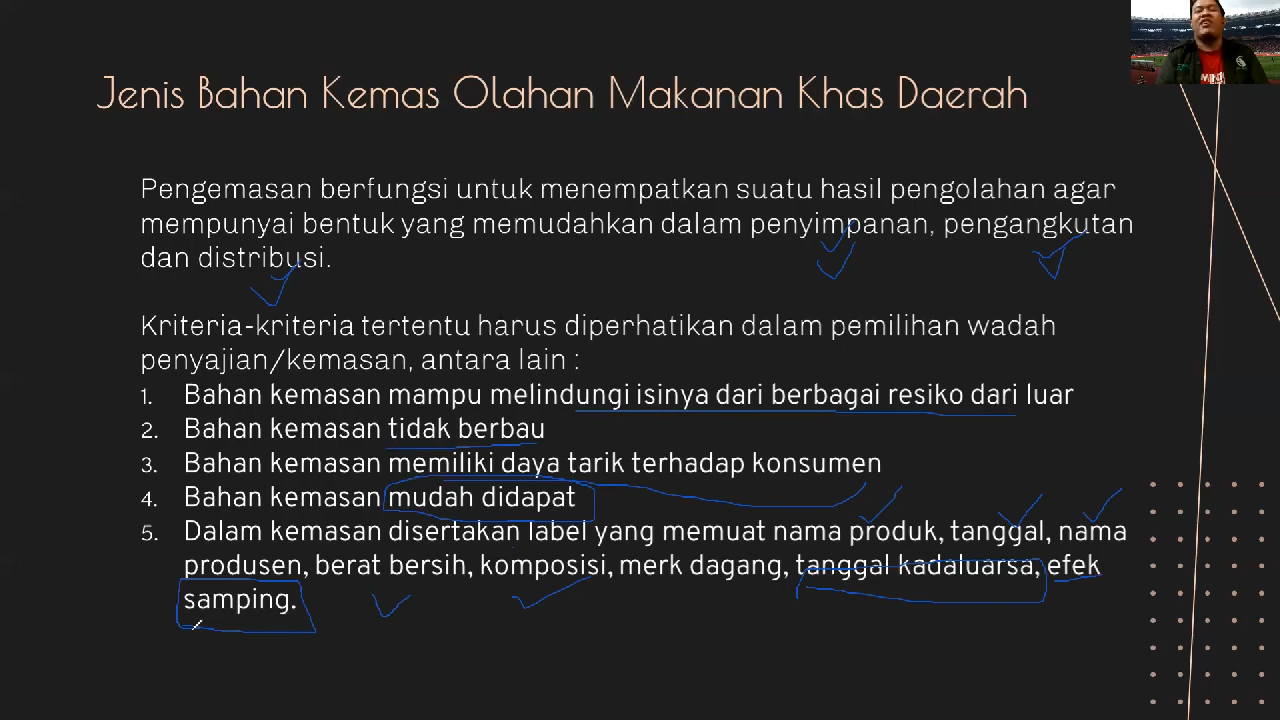 Jenis Bahan Kemas Olahan Makanan Khas Daerah
Pengemasan berfungsi untuk menempatkan suatu hasil pengolahan agar
mempunyai bentuk yang memudahkan dalam penyimpanan, pengangkutan
dan distribusi.
Kriteria-kriteria tertentu harus diperhatikan dalam pemilihan wadah
penyajian/kemasan, antara lain :
1. Bahan kemasan mampu melindungi isinya dari berbagai resiko dari luar
2. Bahan kemasan tidak berbau
3. Bahan kemasan memiliki daya tarik terhadap konsumen
4. Bahan kemasan mudah didapat
5. Dalam kemasan disertakan label yang memuat nama produk, tanggal, nama
produsen, berat bersih, komposisi, merk dagang, tanggal kadaluarsa, efek
samping.